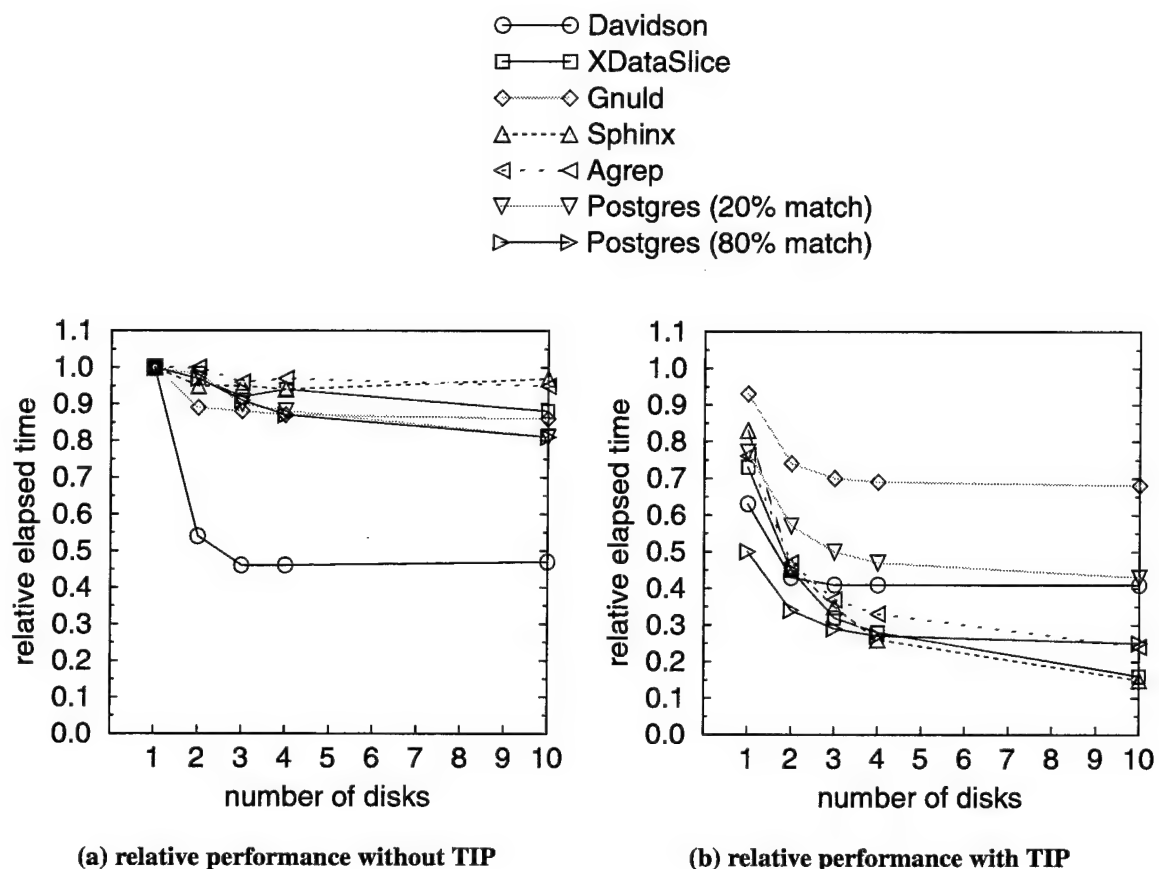 Davidson
XDataSlice
Gnuld
Sphinx
Agrep
Postgres (20% match)
Postgres (80% match)
relative elapsed time
1.1
1.0
0.9
0.8
0.7
0.6
0.5
0.4
0.3
0.2
0.1
0.0
1 2 3 4 5 6 7 8 9 10
number of disks
(a) relative performance without TIP
relative elapsed time
1.1
1.0
0.9
0.8
0.7
0.6
0.5
0.4
0.3
0.2
0.1
0.0
1 2 3 4 5 6 7 8 9 10
number of disks
(b) relative performance with TIP